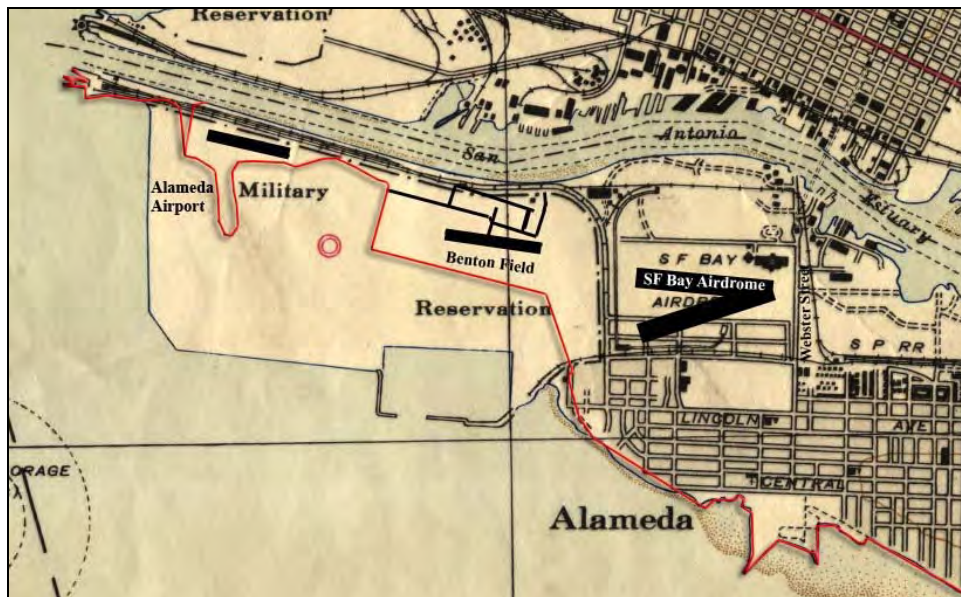 Reservation
San
Antonio
Estuary
Alameda
Airport
Military
Benton Field
S F BAY
SF Bay Airdrome
Webster Street
Reservation
S P RR
LINCOLN
AVE
ORAGE
CENTRAL
Alameda